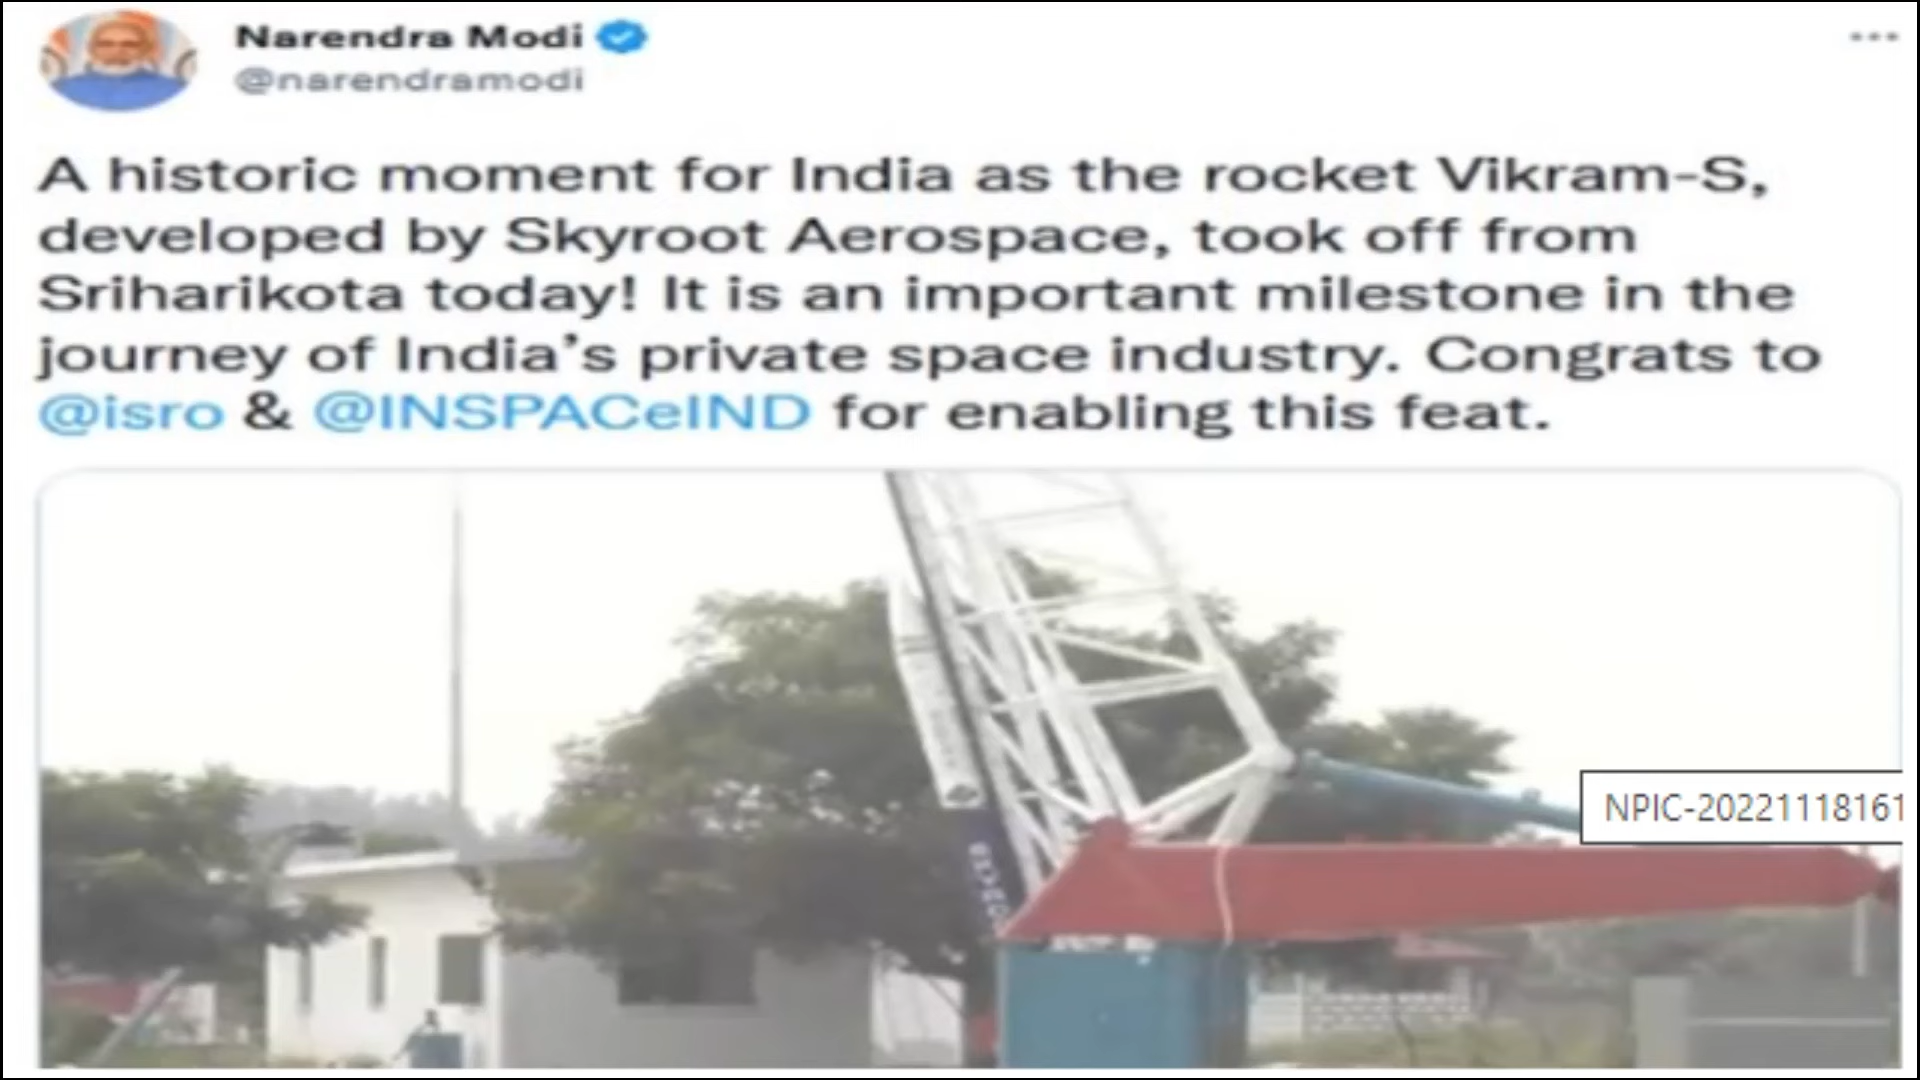 Narendra Modi
@narendramodi
A historic moment for India as the rocket Vikram-S,
developed by Skyroot Aerospace, took off from
Sriharikota today! It is an important milestone in the
journey of India’s private space industry. Congrats to
@isro & @INSPACeIND for enabling this feat.
NPIC-20221118161